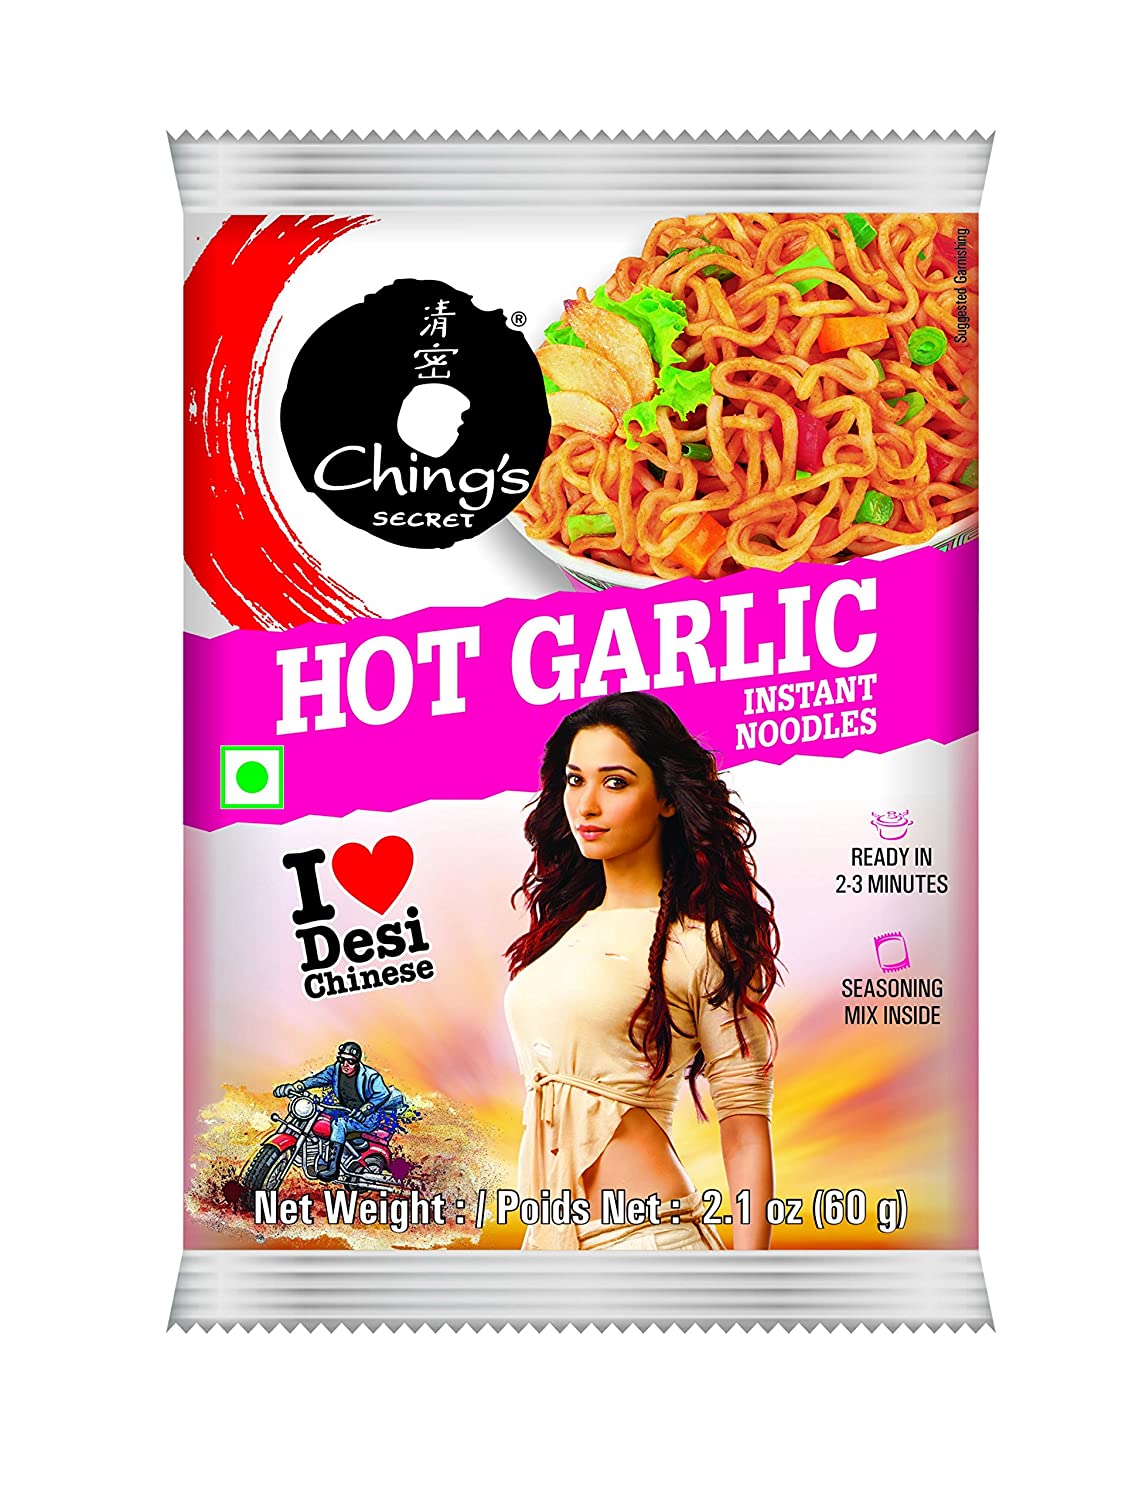 清
密
®
Ching's
SECRET
Suggested Garnishing
HOT GARLIC
INSTANT
NOODLES
I
Desi
Chinese
READY IN
2-3 MINUTES
SEASONING
MIX INSIDE
Net Weight : / Poids Net : 2.1 oz (60 g)